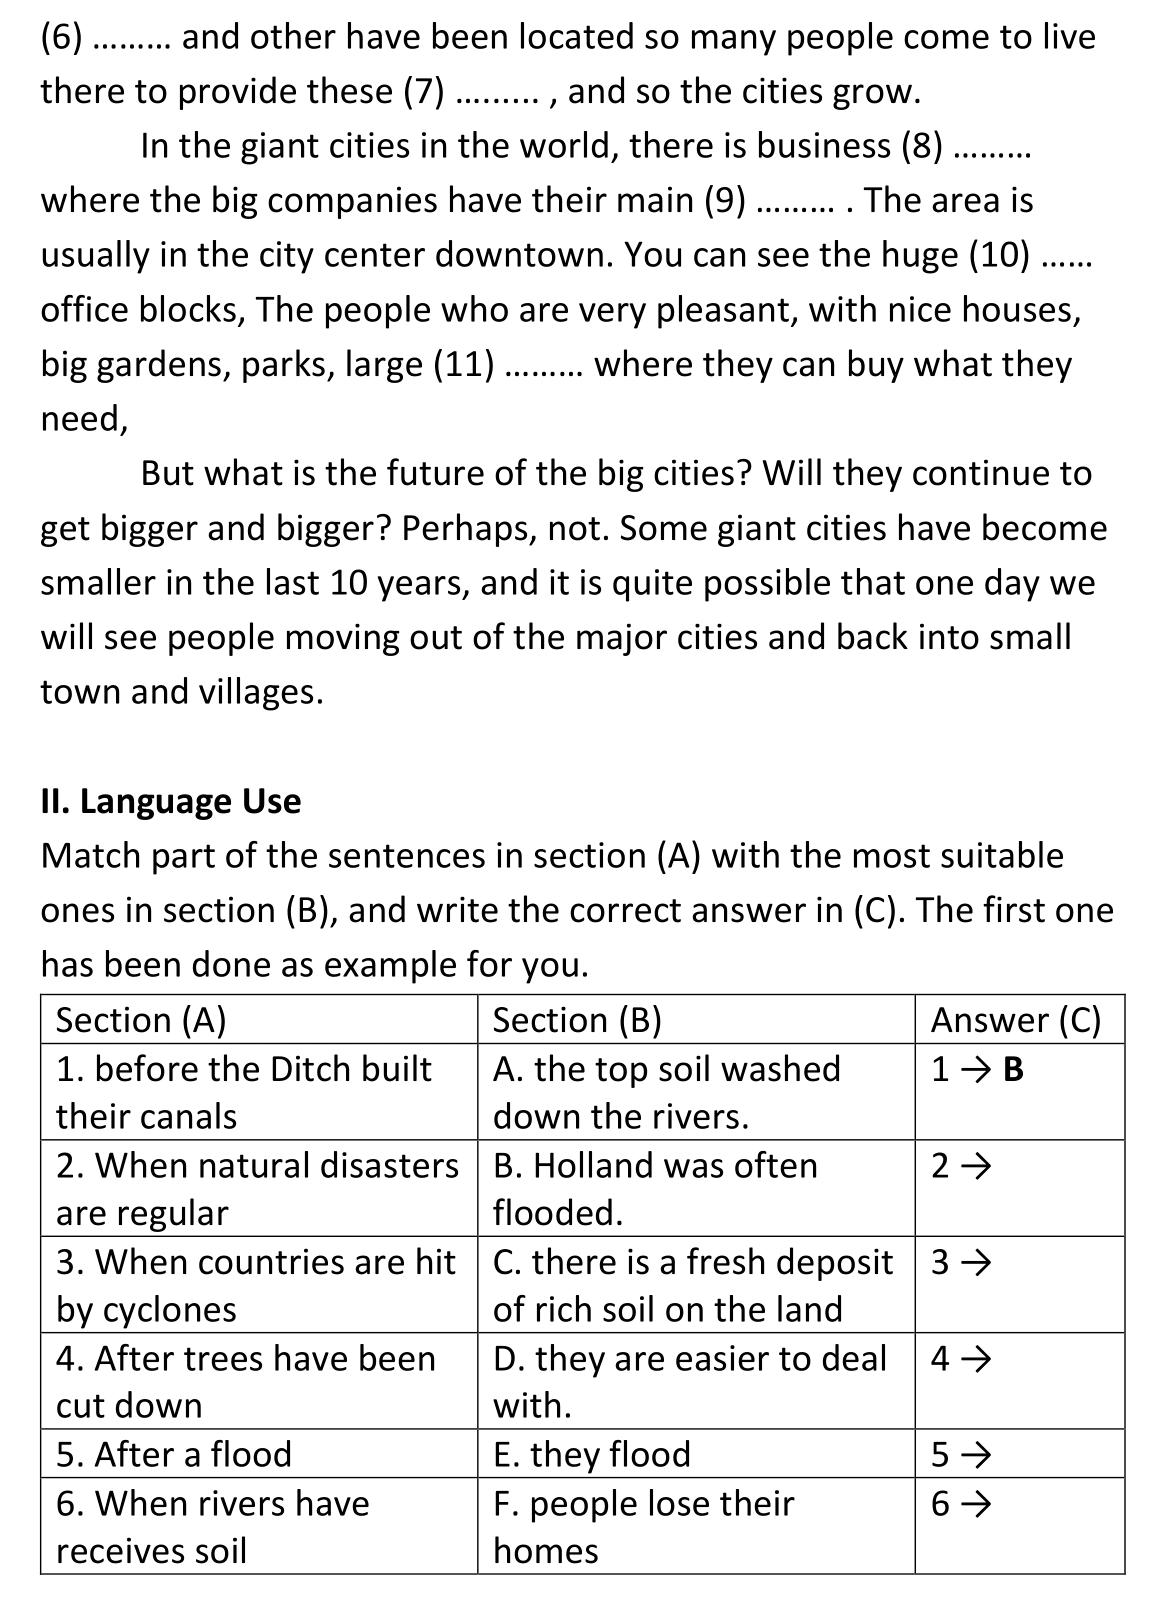 (6) ......... and other have been located so many people come to live
there to provide these (7) ......... , and so the cities grow.
In the giant cities in the world, there is business (8) .........
where the big companies have their main (9) ......... . The area is
usually in the city center downtown. You can see the huge (10) ......
office blocks, The people who are very pleasant, with nice houses,
big gardens, parks, large (11) ......... where they can buy what they
need,
But what is the future of the big cities? Will they continue to
get bigger and bigger? Perhaps, not. Some giant cities have become
smaller in the last 10 years, and it is quite possible that one day we
will see people moving out of the major cities and back into small
town and villages.
II. Language Use
Match part of the sentences in section (A) with the most suitable
ones in section (B), and write the correct answer in (C). The first one
has been done as example for you.
Section (A) Section (B) Answer (C)
1. before the Ditch built
their canals
A. the top soil washed
down the rivers.
1 → B
2. When natural disasters
are regular
B. Holland was often
flooded.
2 →
3. When countries are hit
by cyclones
C. there is a fresh deposit
of rich soil on the land
3 →
4. After trees have been
cut down
D. they are easier to deal
with.
4 →
5. After a flood
E. they flood
5 →
6. When rivers have
receives soil
F. people lose their
homes
6 →